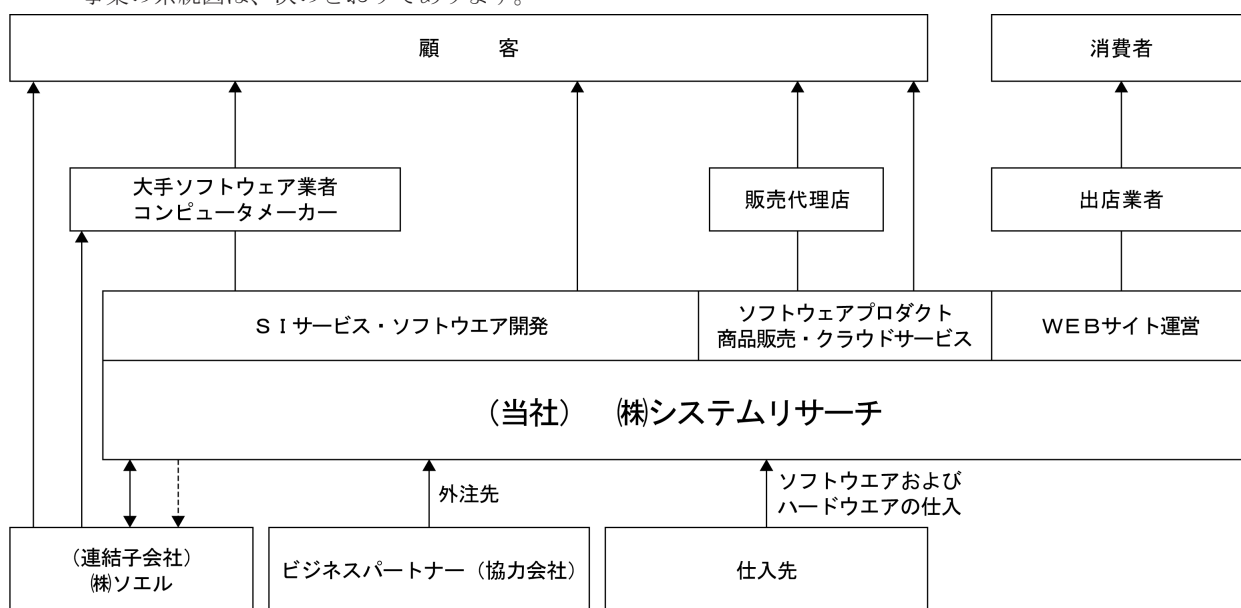 事業の系統図は、次のとおりであります。
顧　　客
消費者
大手ソフトウェア業者
コンピュータメーカー
販売代理店
出店業者
ＳＩサービス・ソフトウエア開発
ソフトウェアプロダクト
商品販売・クラウドサービス
ＷＥＢサイト運営
（当社）　㈱システムリサーチ
外注先
ソフトウエアおよび
ハードウエアの仕入
（連結子会社）
㈱ソエル
ビジネスパートナー（協力会社）
仕入先